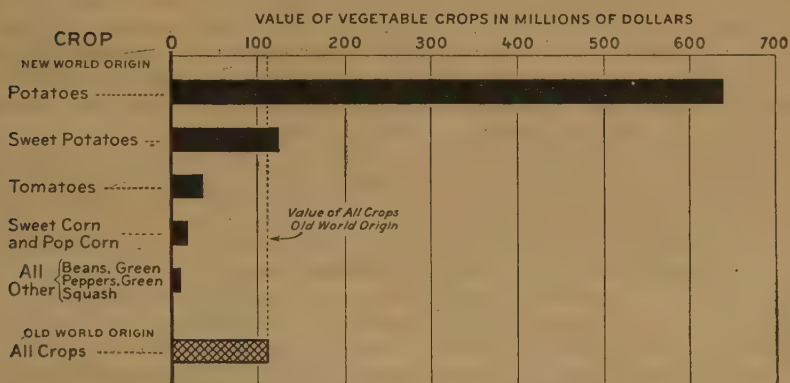 VALUE OF VEGETABLE CROPS IN MILLIONS OF DOLLARS
CROP
0 100 200 300 400 500 600 700
NEW WORLD ORIGIN
Potatoes
Sweet Potatoes
Tomatoes
Value of All Crops
Old World Origin
Sweet Corn
and Pop Corn
All Other
Beans, Green
Peppers, Green
Squash
OLD WORLD ORIGIN
All Crops